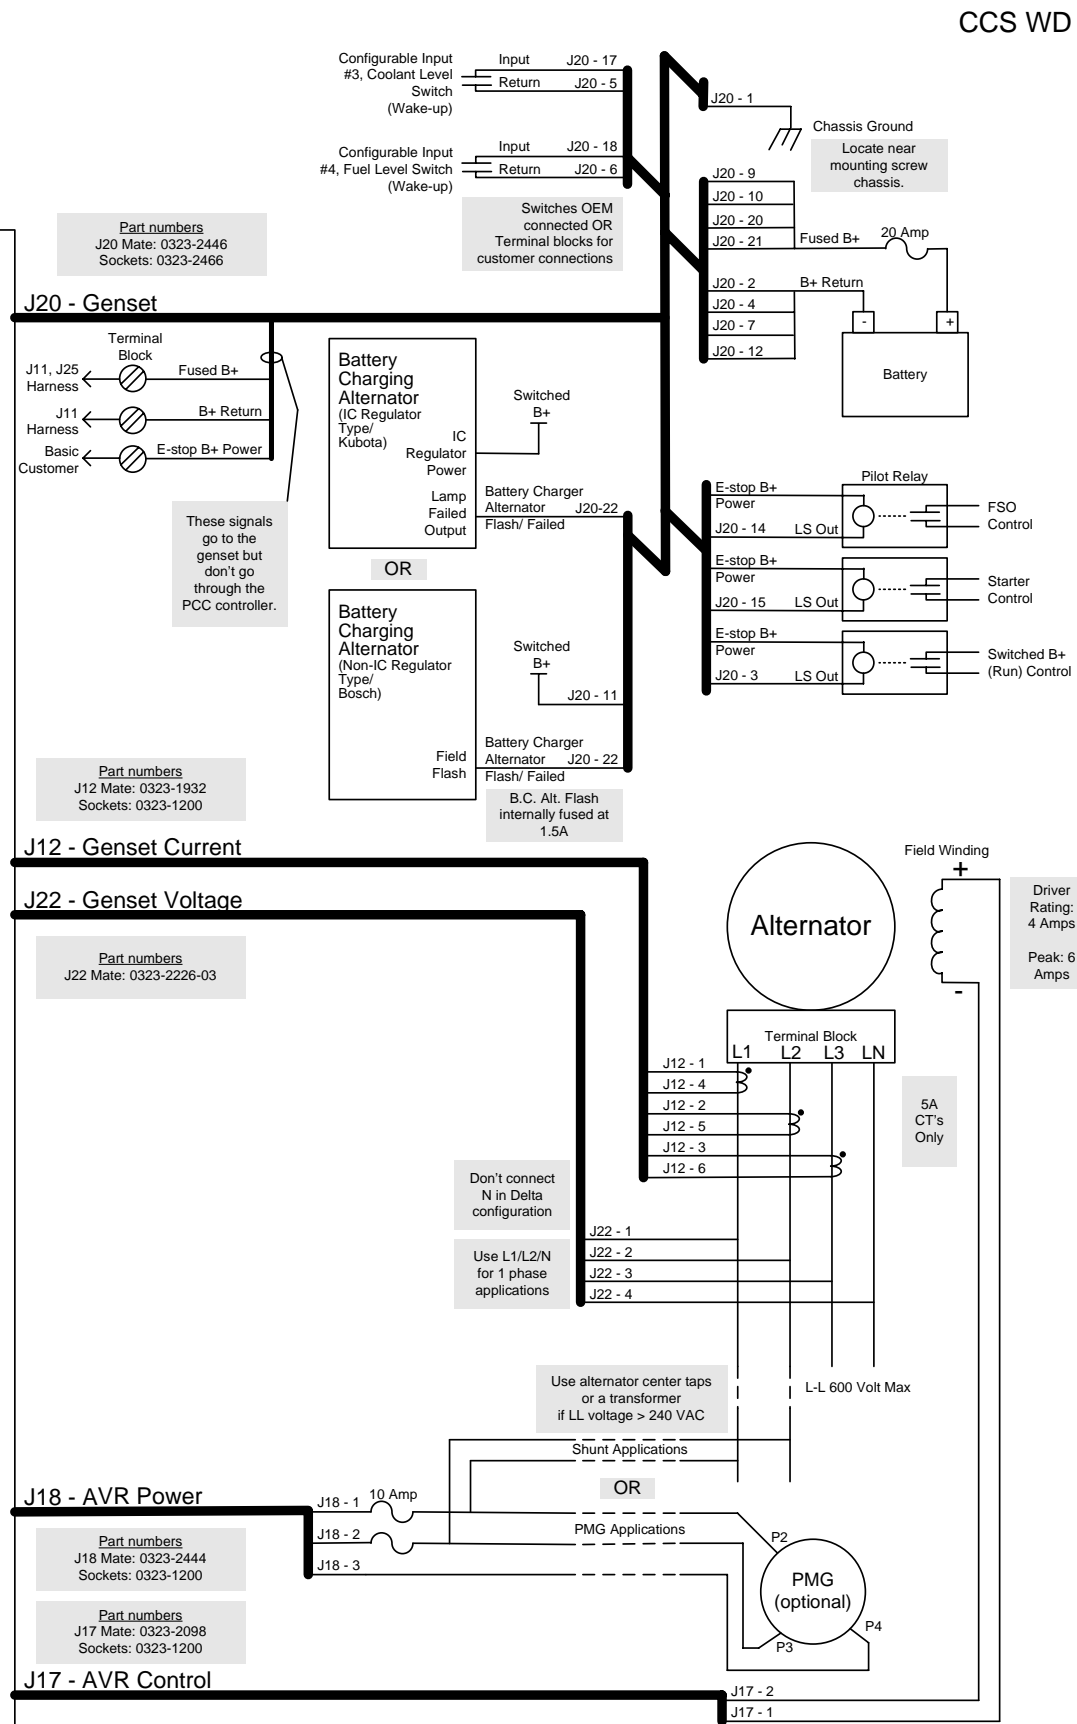 CCS WD
Configurable Input
#3, Coolant Level
Switch
(Wake-up)
Input J20 - 17
Return J20 - 5
Configurable Input
#4, Fuel Level Switch
(Wake-up)
Input J20 - 18
Return J20 - 6
Switches OEM
connected OR
Terminal blocks for
customer connections
J20 - 1
Chassis Ground
Locate near
mounting screw
chassis.
J20 - 9
J20 - 10
J20 - 20
J20 - 21 Fused B+ 20 Amp
J20 - 2 B+ Return
J20 - 4
J20 - 7
J20 - 12
- +
Battery
Part numbers
J20 Mate: 0323-2446
Sockets: 0323-2466
J20 - Genset
Terminal
Block
J11, J25
Harness
Fused B+
J11
Harness
B+ Return
Basic
Customer
E-stop B+ Power
These signals
go to the
genset but
don't go
through the
PCC controller.
Battery
Charging
Alternator
(IC Regulator
Type/
Kubota)
IC
Regulator
Power
Lamp
Failed
Output
Switched
B+
Battery Charger
Alternator J20-22
Flash/ Failed
OR
Battery
Charging
Alternator
(Non-IC Regulator
Type/
Bosch)
Field
Flash
Switched
B+
J20 - 11
Battery Charger
Alternator J20 - 22
Flash/ Failed
B.C. Alt. Flash
internally fused at
1.5A
Pilot Relay
E-stop B+
Power
J20 - 14 LS Out
FSO
Control
E-stop B+
Power
J20 - 15 LS Out
Starter
Control
E-stop B+
Power
J20 - 3 LS Out
Switched B+
(Run) Control
Part numbers
J12 Mate: 0323-1932
Sockets: 0323-1200
J12 - Genset Current
J22 - Genset Voltage
Part numbers
J22 Mate: 0323-2226-03
Alternator
Field Winding
+
-
Driver
Rating:
4 Amps
Peak: 6
Amps
Terminal Block
L1 L2 L3 LN
J12 - 1
J12 - 4
J12 - 2
J12 - 5
J12 - 3
J12 - 6
5A
CT's
Only
Don't connect
N in Delta
configuration
Use L1/L2/N
for 1 phase
applications
J22 - 1
J22 - 2
J22 - 3
J22 - 4
Use alternator center taps
or a transformer
if LL voltage > 240 VAC
L-L 600 Volt Max
Shunt Applications
OR
J18 - AVR Power
J18 - 1 10 Amp
J18 - 2
J18 - 3
PMG Applications
P2
PMG
(optional)
P3
P4
Part numbers
J18 Mate: 0323-2444
Sockets: 0323-1200
Part numbers
J17 Mate: 0323-2098
Sockets: 0323-1200
J17 - AVR Control
J17 - 2
J17 - 1